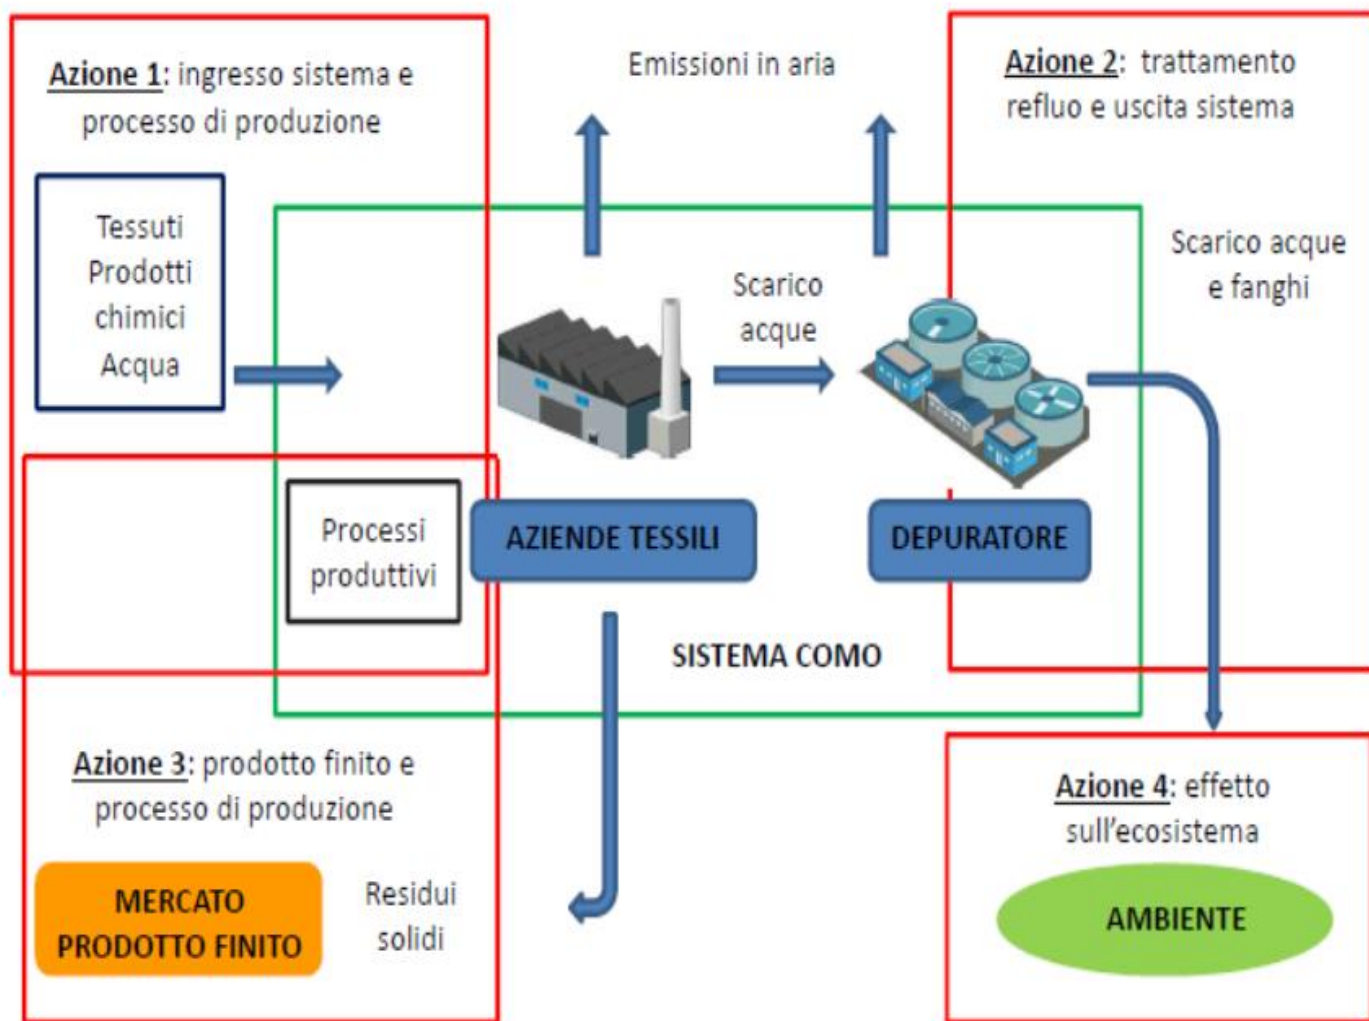 Azione 1: ingresso sistema e
processo di produzione
Emissioni in aria
Azione 2: trattamento
refluo e uscita sistema
Tessuti
Prodotti
chimici
Acqua
Scarico
acque
Scarico acque
e fanghi
Processi
produttivi
AZIENDE TESSILI
DEPURATORE
SISTEMA COMO
Azione 3: prodotto finito e
processo di produzione
MERCATO
PRODOTTO FINITO
Residui
solidi
Azione 4: effetto
sull'ecosistema
AMBIENTE